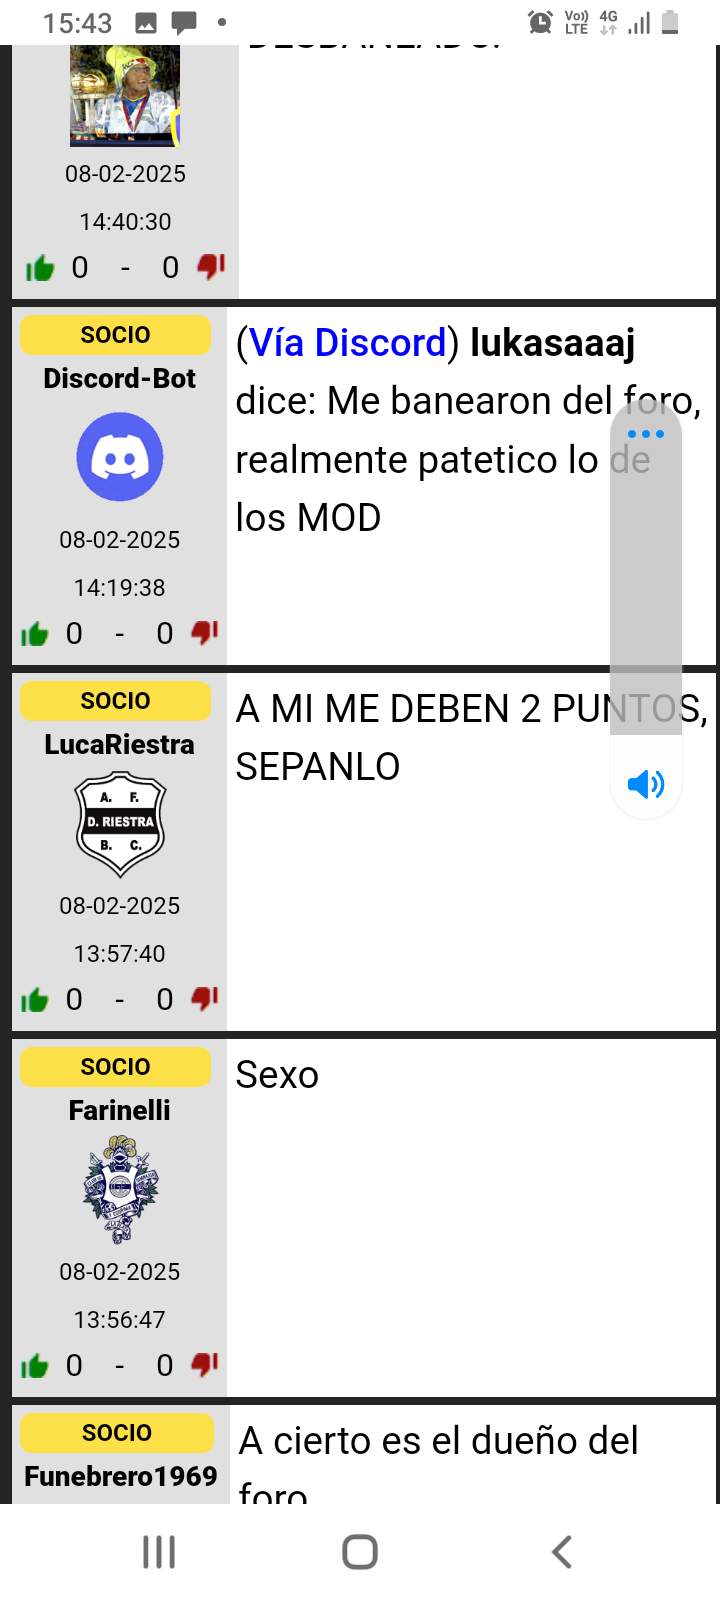 15:43
Vo))
LTE
4G
08-02-2025
14:40:30
0 - 0
SOCIO
Discord-Bot
08-02-2025
14:19:38
0 - 0
(Vía Discord) lukasaaaj
dice: Me banearon del foro,
realmente patetico lo de
los MOD
SOCIO
LucaRiestra
A. F.
D. RIESTRA
B. C.
08-02-2025
13:57:40
0 - 0
A MI ME DEBEN 2 PUNTOS,
SEPANLO
SOCIO
Farinelli
08-02-2025
13:56:47
0 - 0
Sexo
SOCIO
Funebrero1969
A cierto es el dueño del
foro